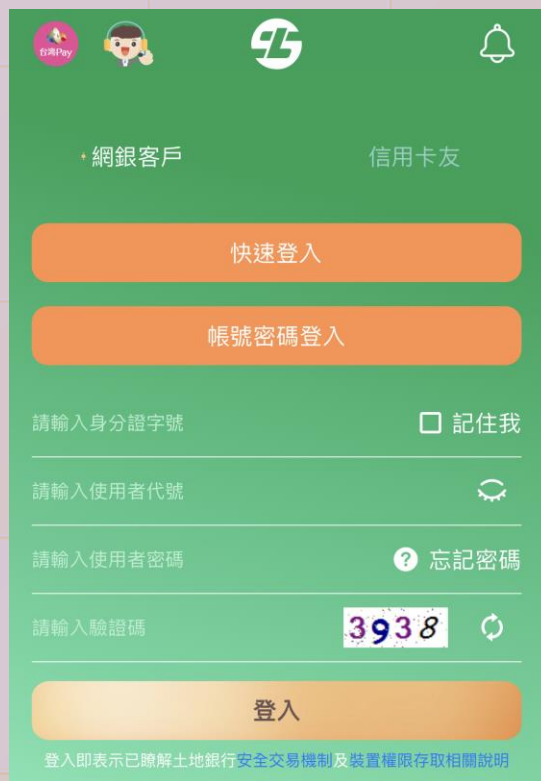 台灣Pay
網銀客戶
信用卡友
快速登入
帳號密碼登入
請輸入身分證字號
記住我
請輸入使用者代號
請輸入使用者密碼
? 忘記密碼
請輸入驗證碼
3938
登入
登入即表示已瞭解土地銀行安全交易機制及裝置權限存取相關說明